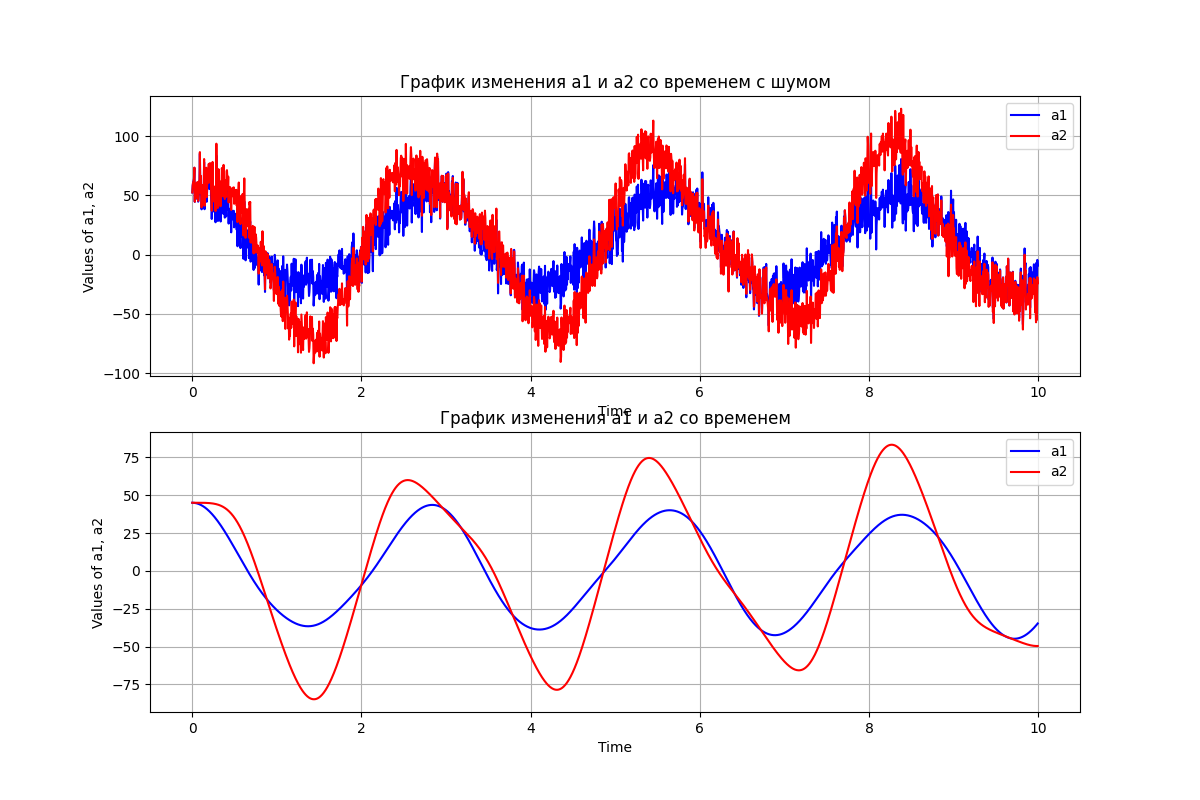 График изменения a1 и a2 со временем с шумом
Values of a1, a2
100
50
0
−50
−100
a1
a2
0 2 4 6 8 10
Time
График изменения a1 и a2 со временем
Values of a1, a2
75
50
25
0
−25
−50
−75
a1
a2
0 2 4 6 8 10
Time